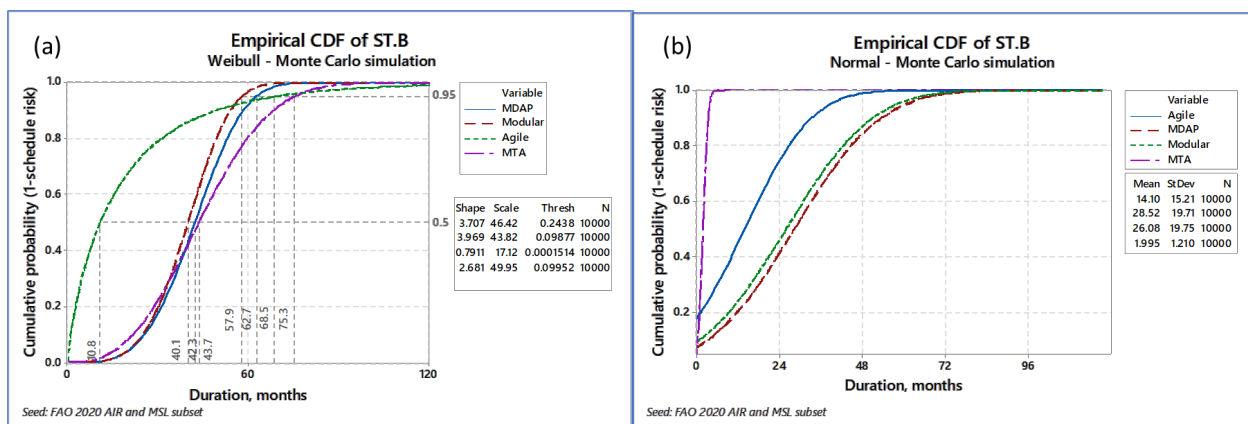 (a)
Empirical CDF of ST.B
Weibull - Monte Carlo simulation
Cumulative probability (1-schedule risk)
1.0
0.8
0.6
0.4
0.2
0.0
0.95
0.5
10.8
40.1
42.3
43.7
57.9
62.7
68.5
75.3
0
60
120
Duration, months
Variable
MDAP
Modular
Agile
MTA
Shape Scale Thresh N
3.707 46.42 0.2438 10000
3.969 43.82 0.09877 10000
0.7911 17.12 0.0001514 10000
2.681 49.95 0.09952 10000
Seed: FAO 2020 AIR and MSL subset
(b)
Empirical CDF of ST.B
Normal - Monte Carlo simulation
Cumulative probability (1-schedule risk)
1.0
0.8
0.6
0.4
0.2
0
24
48
72
96
Duration, months
Variable
Agile
MDAP
Modular
MTA
Mean StDev N
14.10 15.21 10000
28.52 19.71 10000
26.08 19.75 10000
1.995 1.210 10000
Seed: FAO 2020 AIR and MSL subset